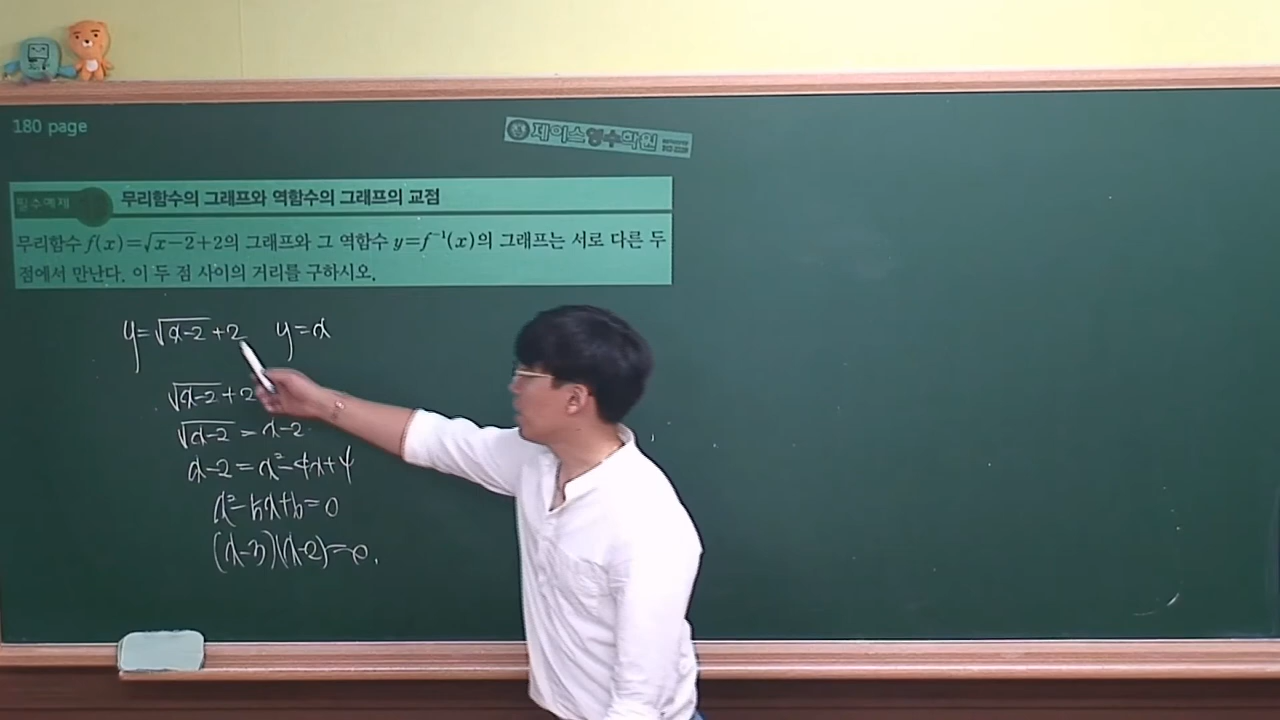 180 page
제이스영수학원
필수예제
무리함수의 그래프와 역함수의 그래프의 교점
무리함수 f(x)=√(x-2)+2의 그래프와 그 역함수 y=f⁻¹(x)의 그래프는 서로 다른 두
점에서 만난다. 이 두 점 사이의 거리를 구하시오.
y=√(x-2)+2  y=x
√(x-2)+2
√(x-2) = x-2
x-2=x²-4x+4
x²-5x+6=0
(x-3)(x-2)=0.